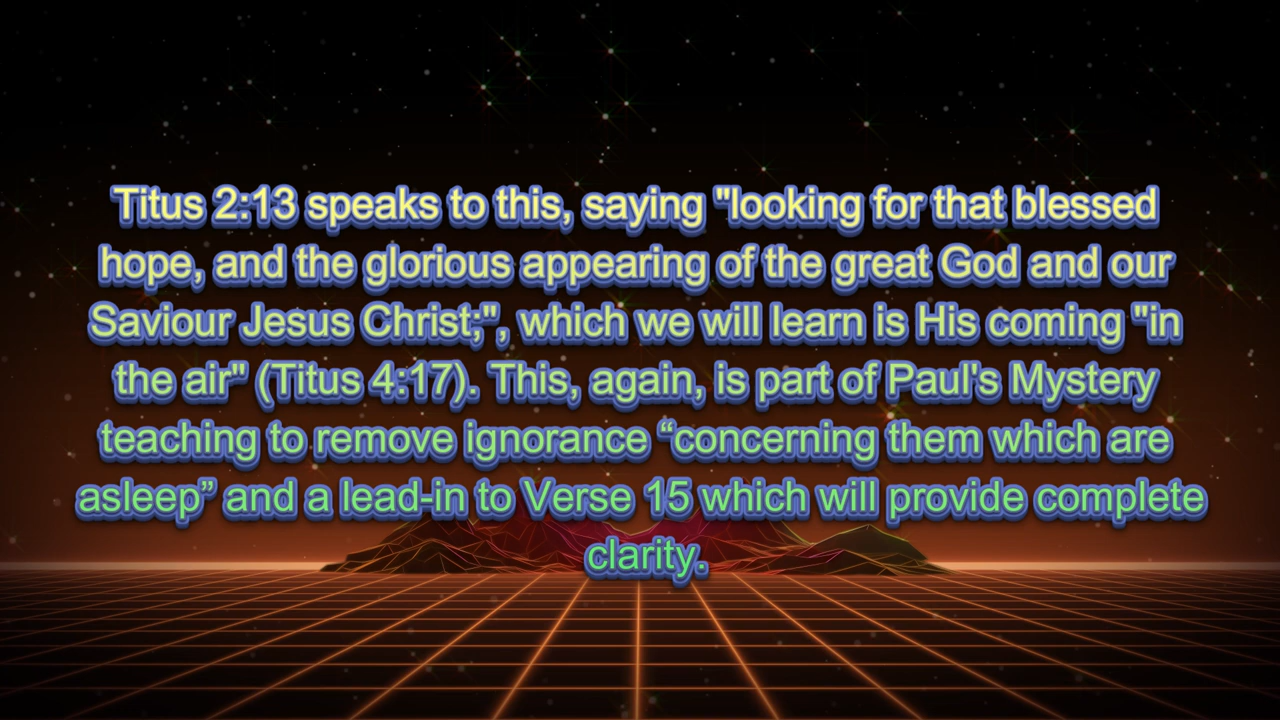 Titus 2:13 speaks to this, saying "looking for that blessed
hope, and the glorious appearing of the great God and our
Saviour Jesus Christ;", which we will learn is His coming "in
the air" (Titus 4:17). This, again, is part of Paul's Mystery
teaching to remove ignorance “concerning them which are
asleep” and a lead-in to Verse 15 which will provide complete
clarity.